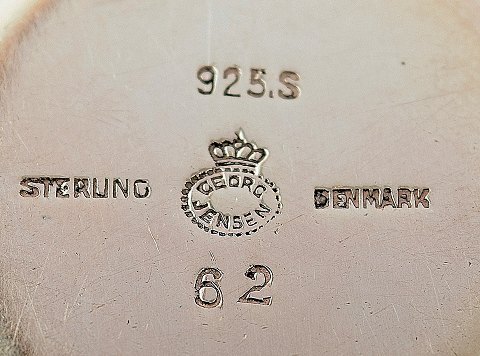 925.S
GEORG
JENSEN
STERLING DENMARK
62